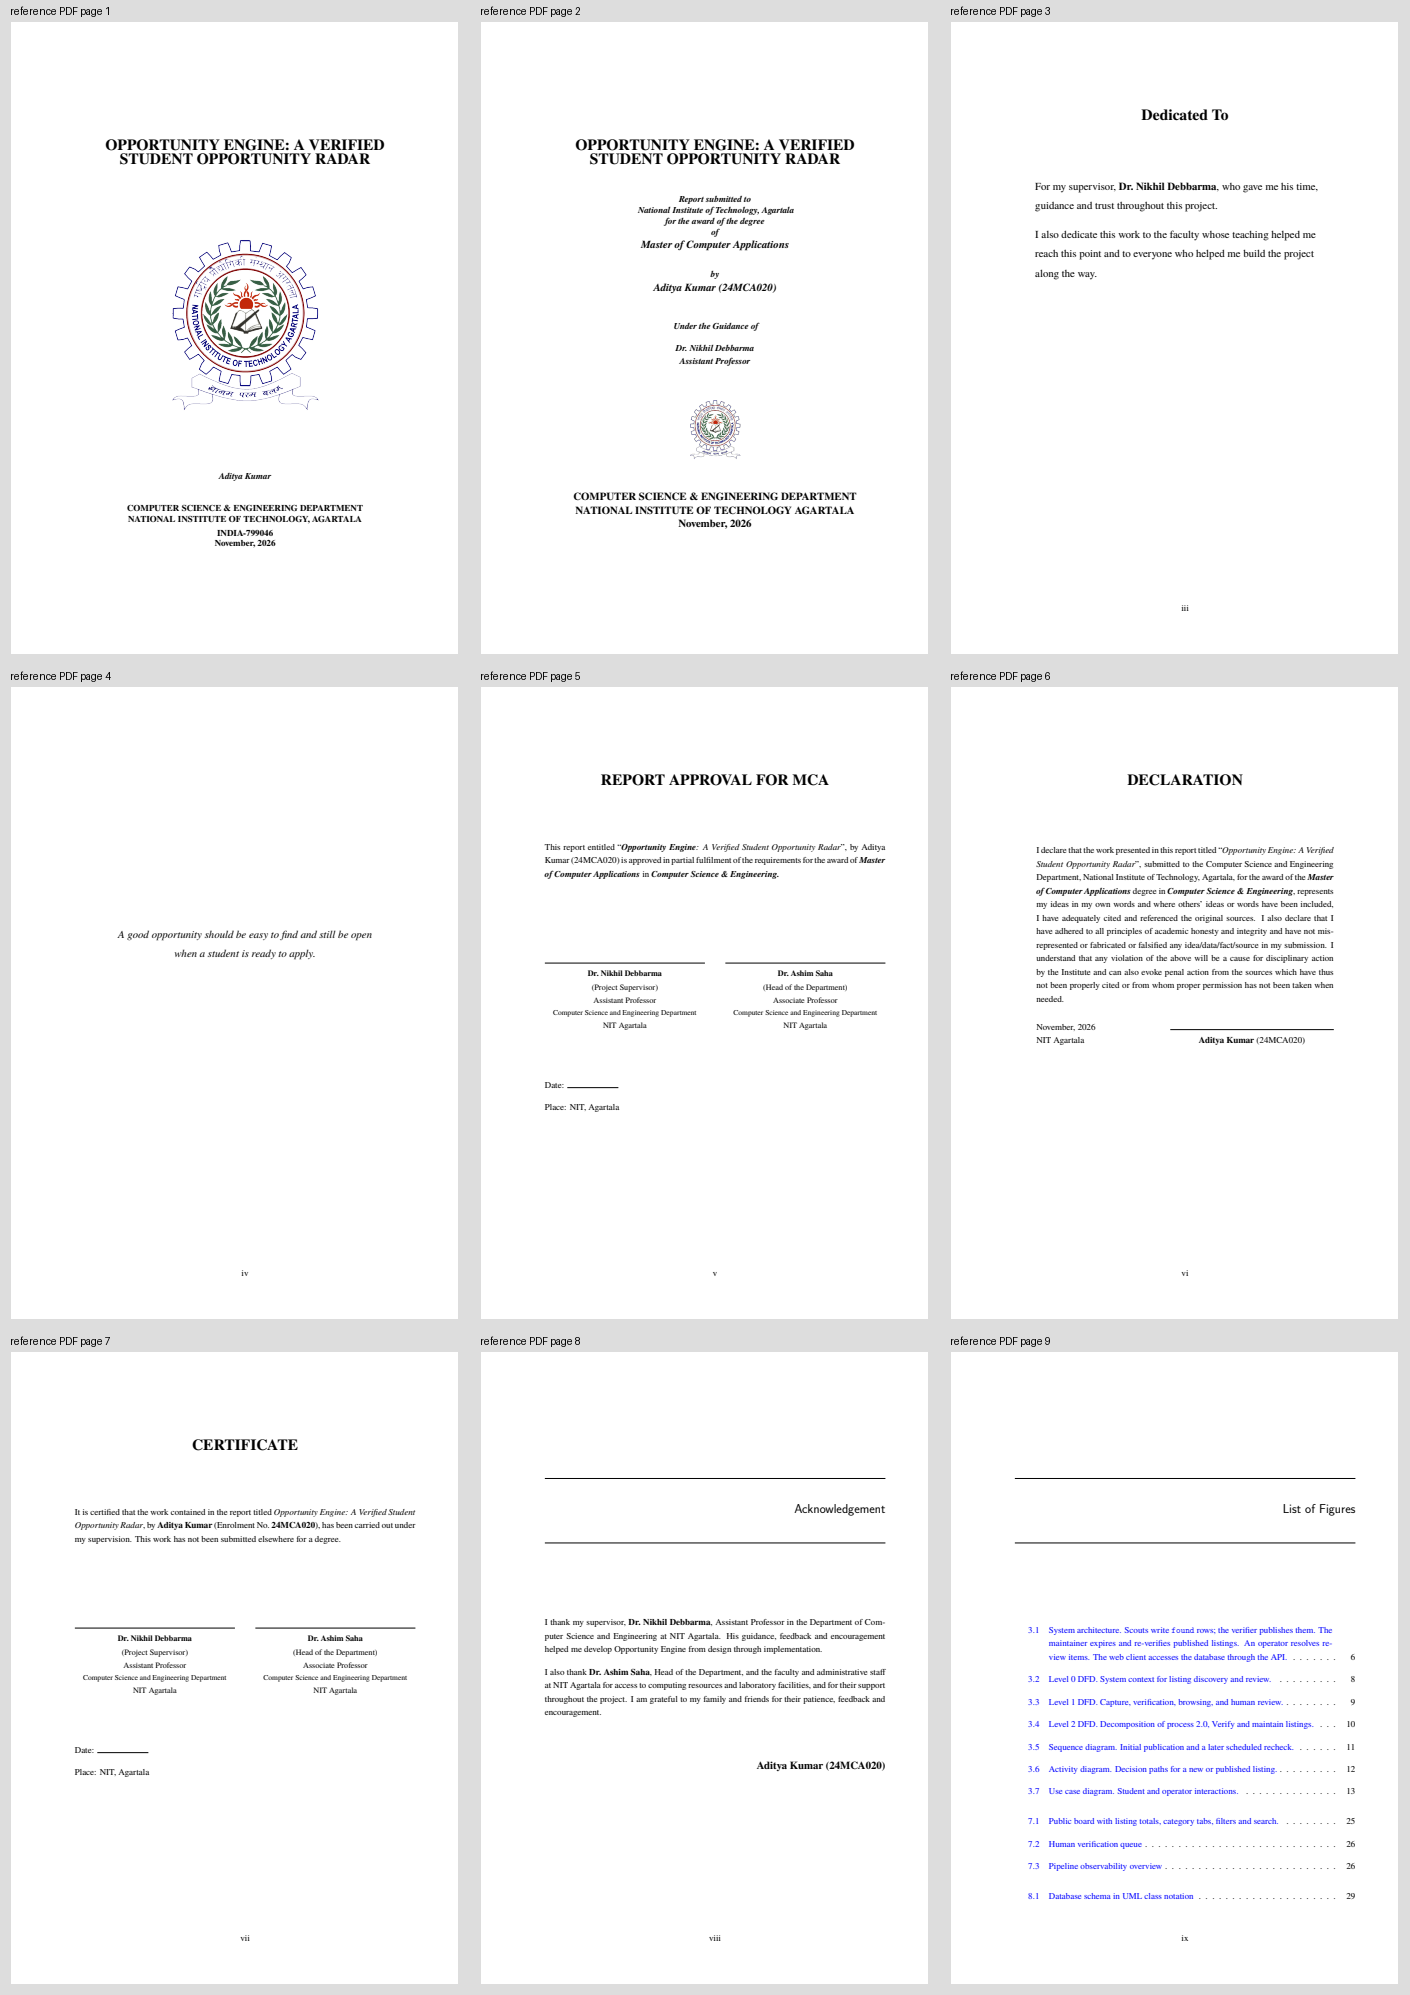 reference PDF page 1
OPPORTUNITY ENGINE: A VERIFIED
STUDENT OPPORTUNITY RADAR
राष्ट्रीय प्रौद्योगिकी संस्थान अगरतला
NATIONAL INSTITUTE OF TECHNOLOGY AGARTALA
Aditya Kumar
COMPUTER SCIENCE & ENGINEERING DEPARTMENT
NATIONAL INSTITUTE OF TECHNOLOGY, AGARTALA
INDIA-799046
November, 2026
reference PDF page 2
OPPORTUNITY ENGINE: A VERIFIED
STUDENT OPPORTUNITY RADAR
Report submitted to
National Institute of Technology, Agartala
for the award of the degree
of
Master of Computer Applications
by
Aditya Kumar (24MCA020)
Under the Guidance of
Dr. Nikhil Debbarma
Assistant Professor
COMPUTER SCIENCE & ENGINEERING DEPARTMENT
NATIONAL INSTITUTE OF TECHNOLOGY AGARTALA
November, 2026
reference PDF page 3
Dedicated To
For my supervisor, Dr. Nikhil Debbarma, who gave me his time,
guidance and trust throughout this project.
I also dedicate this work to the faculty whose teaching helped me
reach this point and to everyone who helped me build the project
along the way.
iii
reference PDF page 4
A good opportunity should be easy to find and still be open
when a student is ready to apply.
iv
reference PDF page 5
REPORT APPROVAL FOR MCA
This report entitled “Opportunity Engine: A Verified Student Opportunity Radar”, by Aditya
Kumar (24MCA020) is approved in partial fulfilment of the requirements for the award of Master
of Computer Applications in Computer Science & Engineering.
Dr. Nikhil Debbarma
(Project Supervisor)
Assistant Professor
Computer Science and Engineering Department
NIT Agartala
Dr. Ashim Saha
(Head of the Department)
Associate Professor
Computer Science and Engineering Department
NIT Agartala
Date:
Place: NIT, Agartala
v
reference PDF page 6
DECLARATION
I declare that the work presented in this report titled “Opportunity Engine: A Verified
Student Opportunity Radar”, submitted to the Computer Science and Engineering
Department, National Institute of Technology, Agartala, for the award of the Master
of Computer Applications degree in Computer Science & Engineering, represents
my ideas in my own words and where others’ ideas or words have been included,
I have adequately cited and referenced the original sources. I also declare that I
have adhered to all principles of academic honesty and integrity and have not mis-
represented or fabricated or falsified any idea/data/fact/source in my submission. I
understand that any violation of the above will be a cause for disciplinary action
by the Institute and can also evoke penal action from the sources which have thus
not been properly cited or from whom proper permission has not been taken when
needed.
November, 2026
NIT Agartala
Aditya Kumar (24MCA020)
vi
reference PDF page 7
CERTIFICATE
It is certified that the work contained in the report titled Opportunity Engine: A Verified Student
Opportunity Radar, by Aditya Kumar (Enrolment No. 24MCA020), has been carried out under
my supervision. This work has not been submitted elsewhere for a degree.
Dr. Nikhil Debbarma
(Project Supervisor)
Assistant Professor
Computer Science and Engineering Department
NIT Agartala
Dr. Ashim Saha
(Head of the Department)
Associate Professor
Computer Science and Engineering Department
NIT Agartala
Date:
Place: NIT, Agartala
vii
reference PDF page 8
Acknowledgement
I thank my supervisor, Dr. Nikhil Debbarma, Assistant Professor in the Department of Com-
puter Science and Engineering at NIT Agartala. His guidance, feedback and encouragement
helped me develop Opportunity Engine from design through implementation.
I also thank Dr. Ashim Saha, Head of the Department, and the faculty and administrative staff
at NIT Agartala for access to computing resources and laboratory facilities, and for their support
throughout the project. I am grateful to my family and friends for their patience, feedback and
encouragement.
Aditya Kumar (24MCA020)
viii
reference PDF page 9
List of Figures
3.1 System architecture. Scouts write found rows; the verifier publishes them. The
maintainer expires and re-verifies published listings. An operator resolves re-
view items. The web client accesses the database through the API. . . . . . . . 6
3.2 Level 0 DFD. System context for listing discovery and review. . . . . . . . . 8
3.3 Level 1 DFD. Capture, verification, browsing, and human review. . . . . . . . . 9
3.4 Level 2 DFD. Decomposition of process 2.0, Verify and maintain listings. . . . 10
3.5 Sequence diagram. Initial publication and a later scheduled recheck. . . . . . . 11
3.6 Activity diagram. Decision paths for a new or published listing. . . . . . . . . . 12
3.7 Use case diagram. Student and operator interactions. . . . . . . . . . . . . . . 13
7.1 Public board with listing totals, category tabs, filters and search. . . . . . . . . 25
7.2 Human verification queue . . . . . . . . . . . . . . . . . . . . . . . . . . . . . 26
7.3 Pipeline observability overview . . . . . . . . . . . . . . . . . . . . . . . . . . 26
8.1 Database schema in UML class notation . . . . . . . . . . . . . . . . . . . . . 29
ix